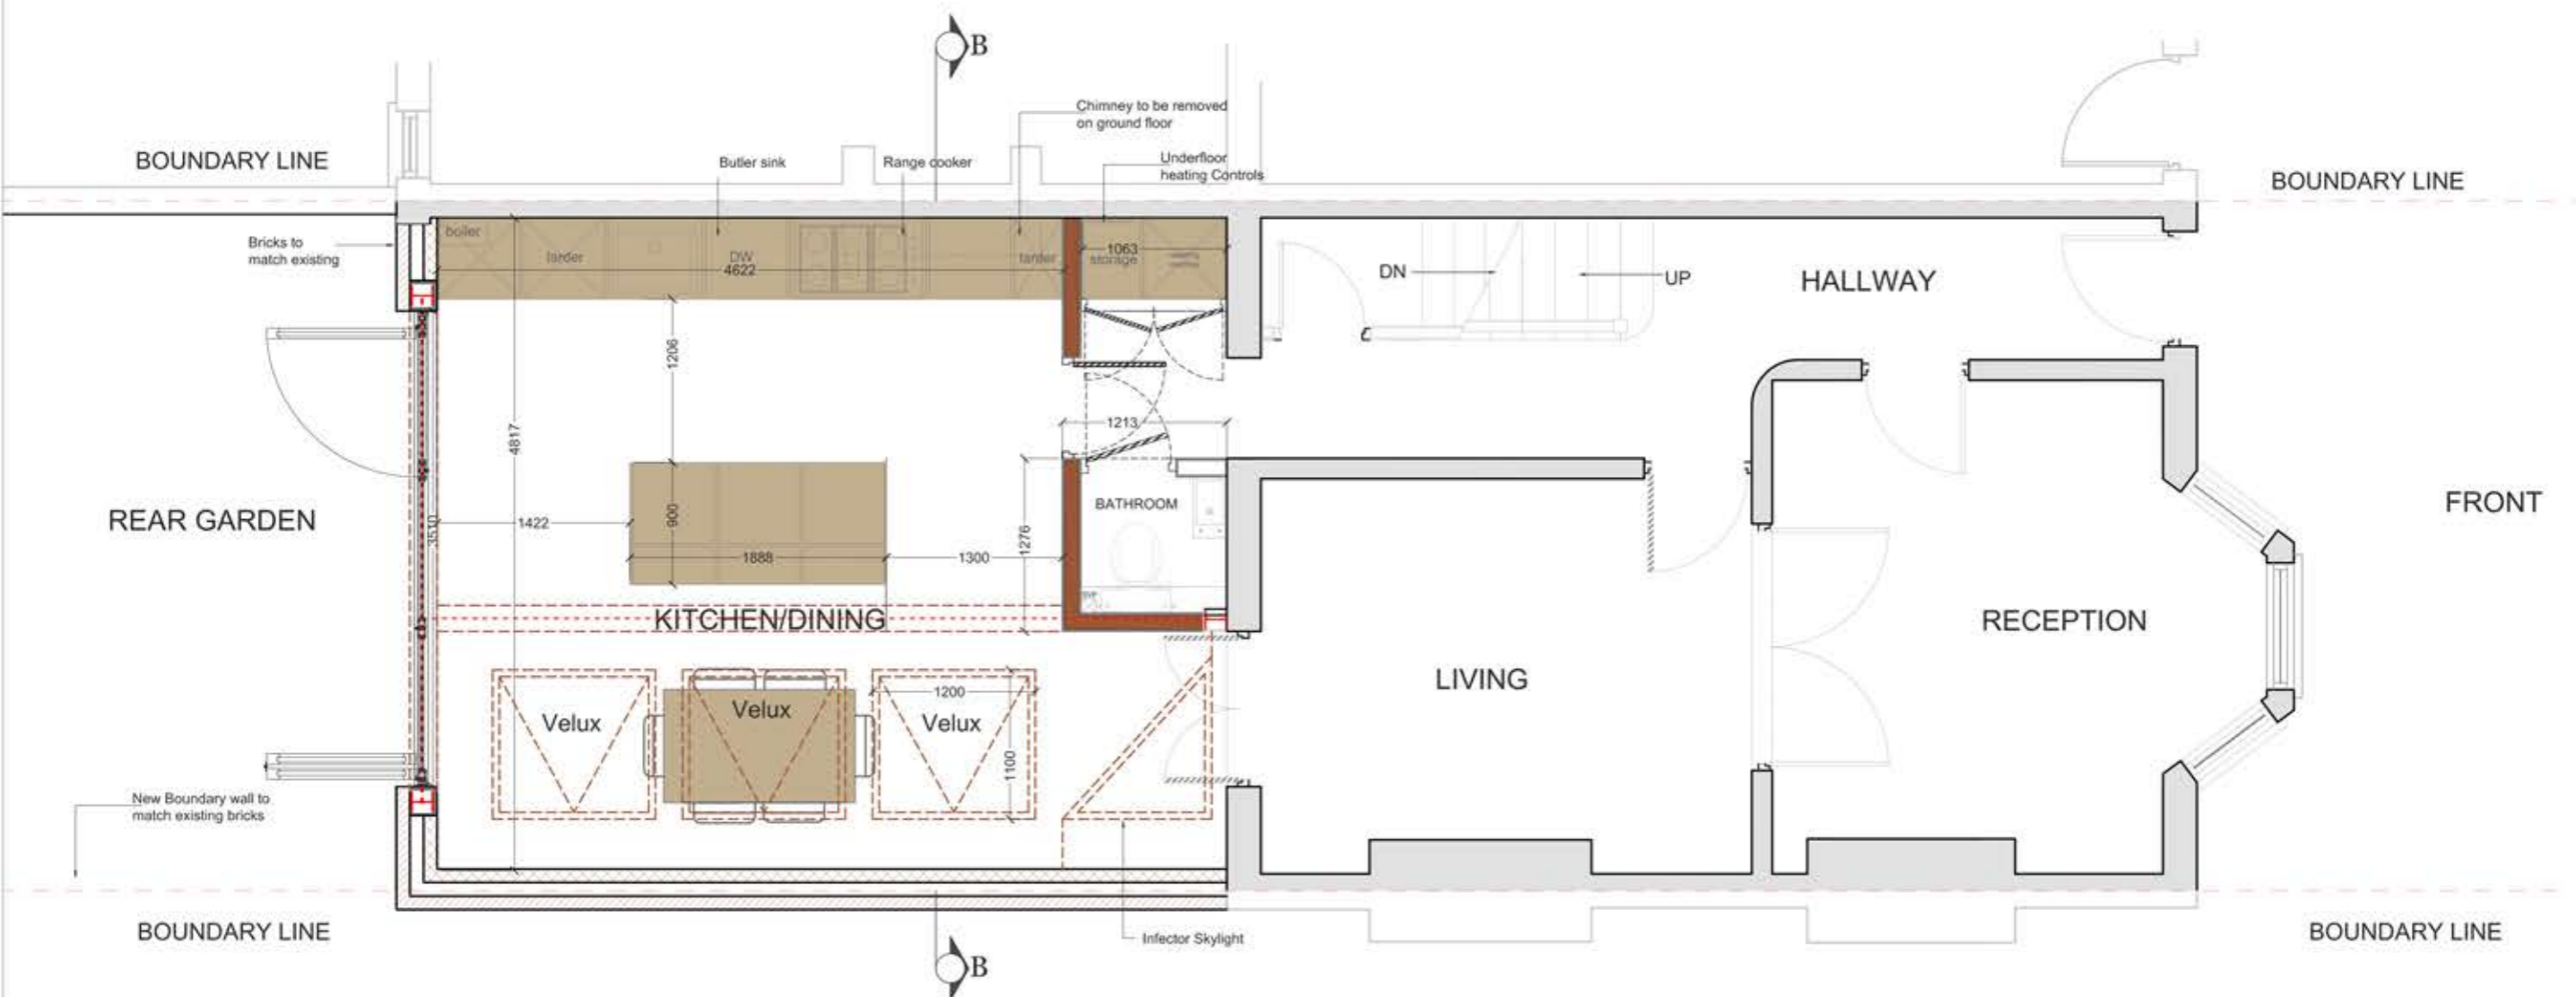 B
Chimney to be removed
on ground floor
BOUNDARY LINE
Butler sink
Range cooker
Underfloor
heating Controls
BOUNDARY LINE
Bricks to
match existing
boiler
larder
DW
4622
larder
1063
storage
DN
UP
HALLWAY
1206
4817
1213
REAR GARDEN
3510
1422
900
1888
1300
1276
BATHROOM
SVP
FRONT
KITCHEN/DINING
RECEPTION
LIVING
Velux
Velux
Velux
1200
1100
New Boundary wall to
match existing bricks
BOUNDARY LINE
Infector Skylight
BOUNDARY LINE
B